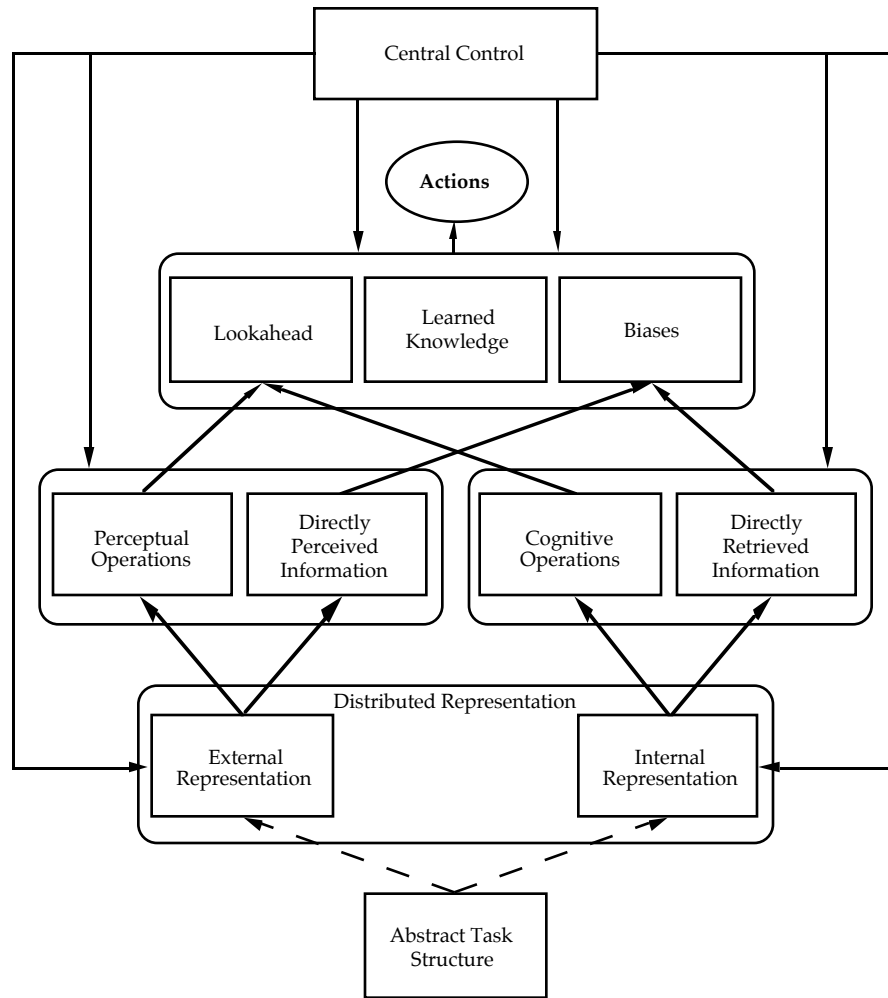 Central Control
Actions
Lookahead
Learned
Knowledge
Biases
Perceptual
Operations
Directly
Perceived
Information
Cognitive
Operations
Directly
Retrieved
Information
Distributed Representation
External
Representation
Internal
Representation
Abstract Task
Structure